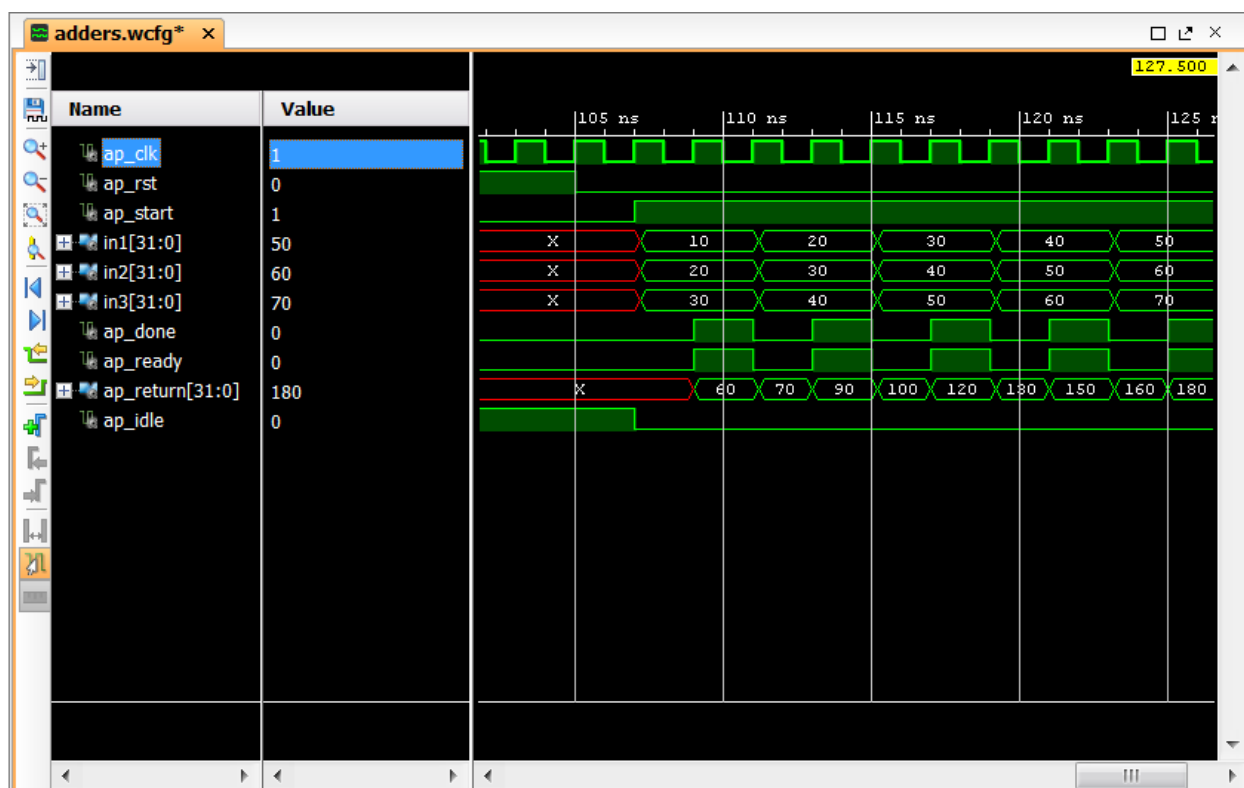 adders.wcfg* ×
127.500
Name Value
105 ns 110 ns 115 ns 120 ns 125
ap_clk 1
ap_rst 0
ap_start 1
in1[31:0] 50 X 10 20 30 40 50
in2[31:0] 60 X 20 30 40 50 60
in3[31:0] 70 X 30 40 50 60 70
ap_done 0
ap_ready 0
ap_return[31:0] 180 X 60 70 90 100 120 130 150 160 180
ap_idle 0